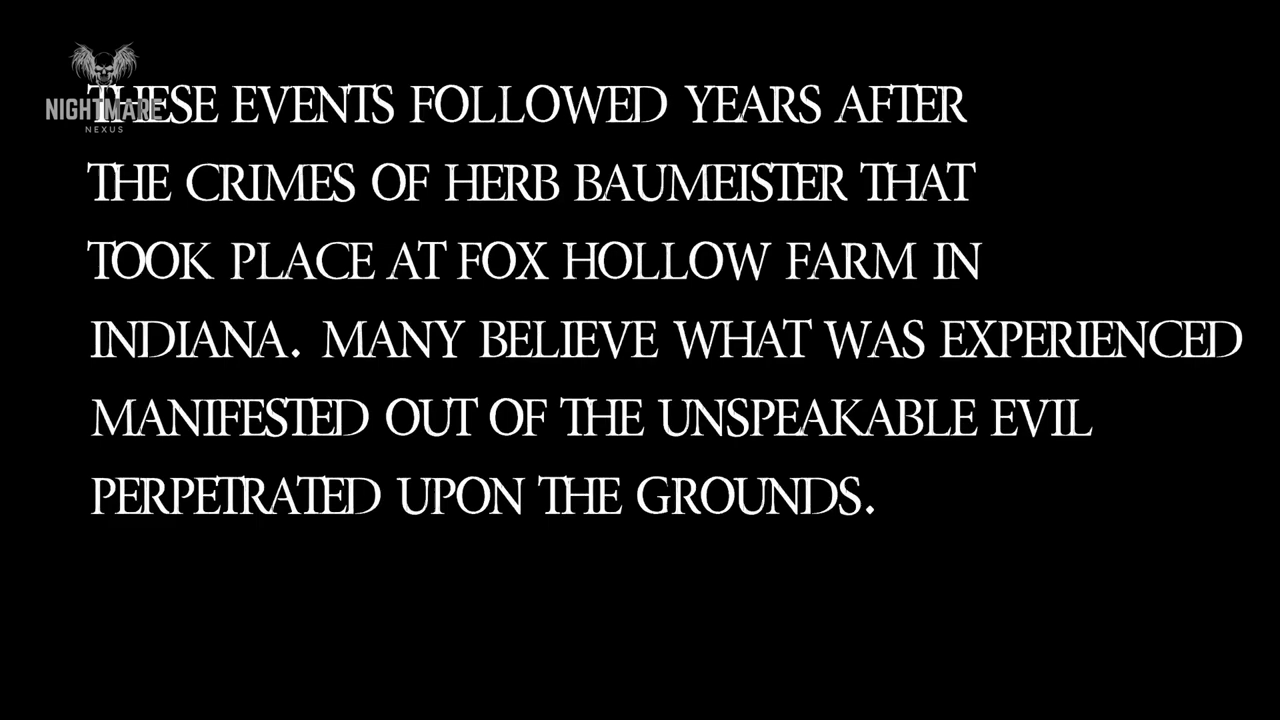 NIGHTMARE
NEXUS
THESE EVENTS FOLLOWED YEARS AFTER
THE CRIMES OF HERB BAUMEISTER THAT
TOOK PLACE AT FOX HOLLOW FARM IN
INDIANA. MANY BELIEVE WHAT WAS EXPERIENCED
MANIFESTED OUT OF THE UNSPEAKABLE EVIL
PERPETRATED UPON THE GROUNDS.